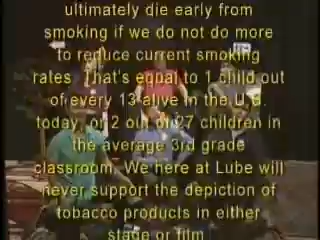 ultimately die early from
smoking if we do not do more
to reduce current smoking
rates. That's equal to 1 child out
of every 13 alive in the U.S.
today, or 2 out of 27 children in
the average 3rd grade
classroom. We here at Lube will
never support the depiction of
tobacco products in either
stage or film